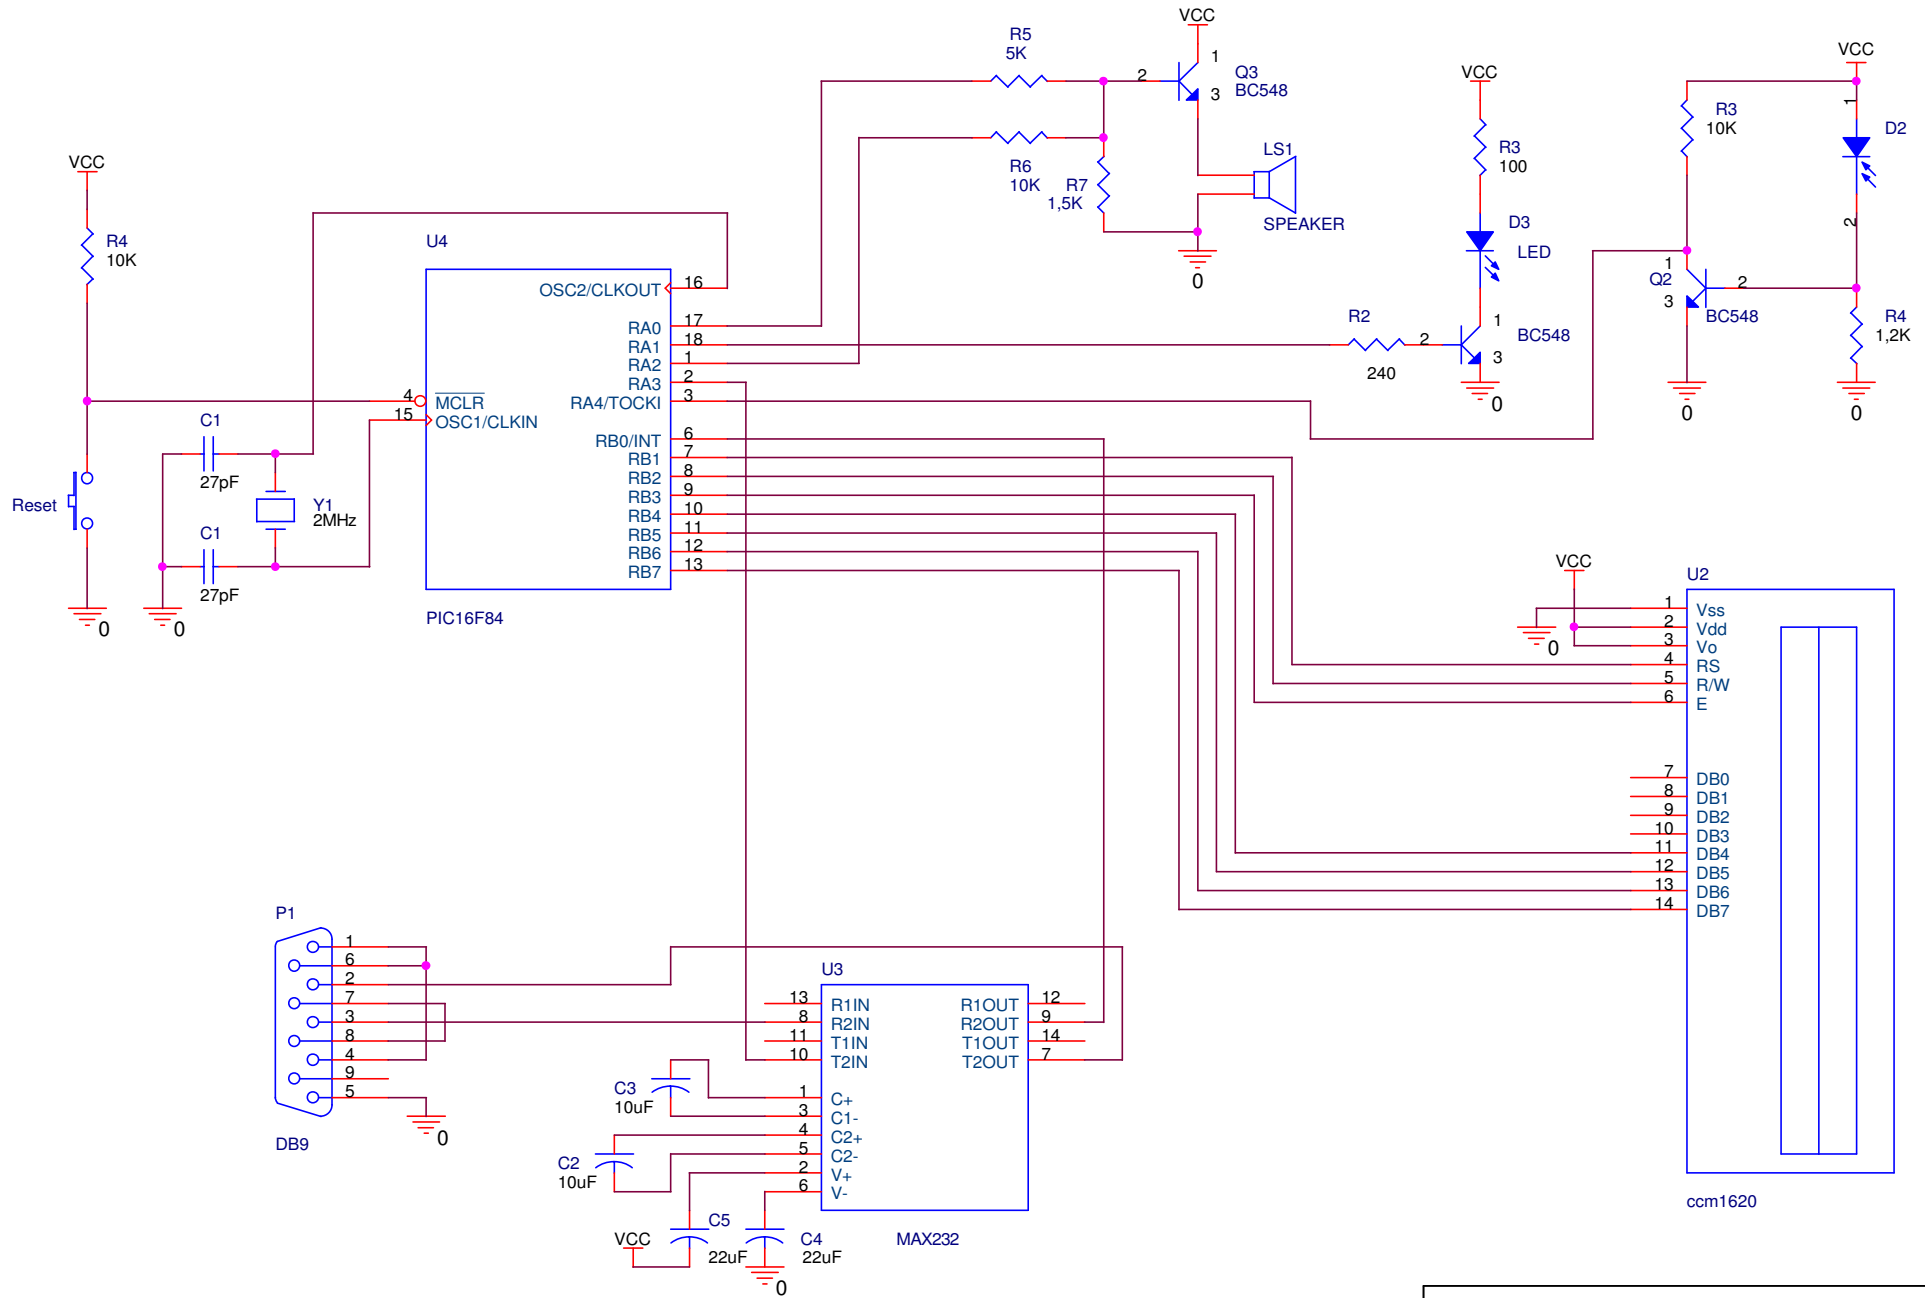 VCC
R5
5K
1
2
Q3
BC548
3
R6
10K
R7
1,5K
LS1
SPEAKER
0
VCC
R3
100
D3
LED
R2
240
2
1
BC548
3
0
VCC
R3
10K
1
D2
2
1
Q2
3
2
BC548
R4
1,2K
0
0
VCC
R4
10K
Reset
0
C1
27pF
C1
27pF
0
Y1
2MHz
U4
OSC2/CLKOUT 16
RA0 17
RA1 18
RA2 1
RA3 2
RA4/TOCKI 3
4 MCLR
15 OSC1/CLKIN
RB0/INT 6
RB1 7
RB2 8
RB3 9
RB4 10
RB5 11
RB6 12
RB7 13
PIC16F84
VCC
0
U2
1 Vss
2 Vdd
3 Vo
4 RS
5 R/W
6 E
7 DB0
8 DB1
9 DB2
10 DB3
11 DB4
12 DB5
13 DB6
14 DB7
ccm1620
P1
1
6
2
7
3
8
4
9
5
0
DB9
U3
13 R1IN R1OUT 12
8 R2IN R2OUT 9
11 T1IN T1OUT 14
10 T2IN T2OUT 7
1 C+
3 C1-
4 C2+
5 C2-
2 V+
6 V-
MAX232
C3
10uF
C2
10uF
VCC
C5
22uF
C4
22uF
0